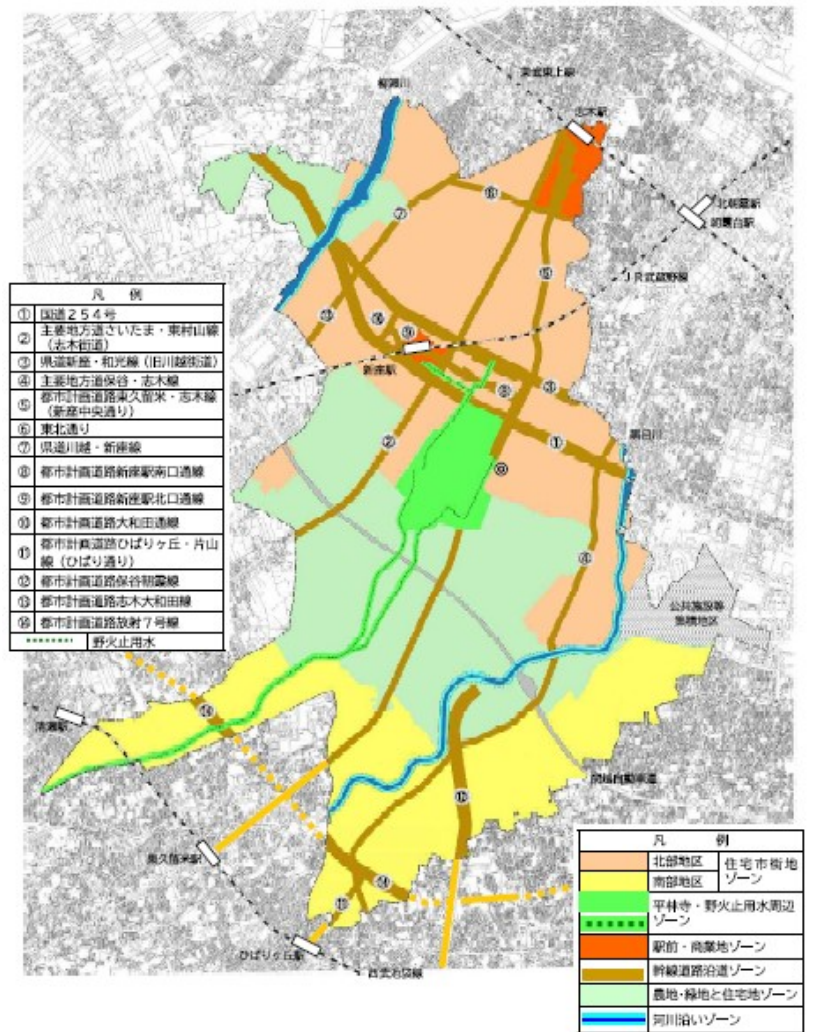 東武東上線
柳瀬川
志木駅
北朝霞駅
朝霞台駅
JR武蔵野線
⑥
⑦
⑤
凡 例
① 国道254号
② 主要地方道さいたま・東村山線
(志木街道)
③ 県道新座・和光線(旧川越街道)
④ 主要地方道保谷・志木線
⑤ 都市計画道路東久留米・志木線
(新座中央通り)
⑥ 東北通り
⑦ 県道川越・新座線
⑧ 都市計画道路新座駅南口通線
⑨ 都市計画道路新座駅北口通線
⑩ 都市計画道路大和田通線
⑪ 都市計画道路ひばりヶ丘・片山
線(ひばり通り)
⑫ 都市計画道路保谷朝霞線
⑬ 都市計画道路志木大和田線
⑭ 都市計画道路放射7号線
野火止用水
⑬
⑨
新座駅
⑧
③
②
①
黒目川
④
公共施設等
集積地区
清瀬駅
⑭
関越自動車道
⑫
東久留米駅
⑭
⑪
ひばりヶ丘駅
西武池袋線
凡 例
北部地区
南部地区
住宅市街地
ゾーン
平林寺・野火止用水周辺
ゾーン
駅前・商業地ゾーン
幹線道路沿道ゾーン
農地・緑地と住宅地ゾーン
河川沿いゾーン